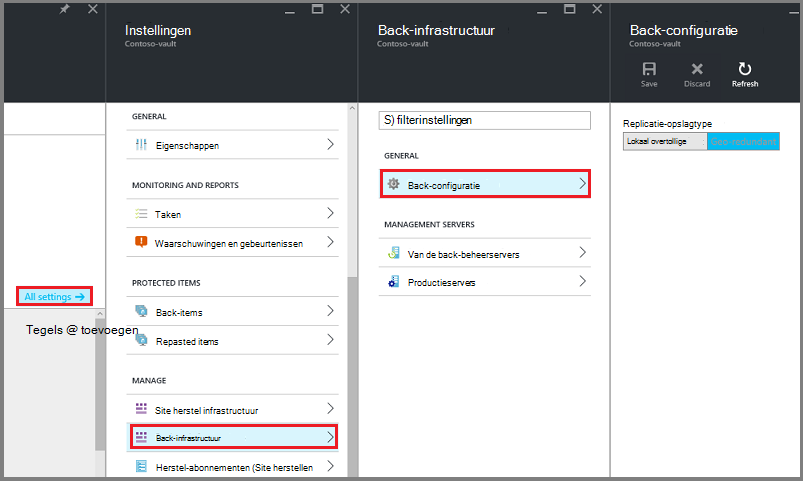 All settings
Tegels @ toevoegen
Instellingen
Contoso-vault
GENERAL
Eigenschappen
MONITORING AND REPORTS
Taken
Waarschuwingen en gebeurtenissen
PROTECTED ITEMS
Back-items
Repasted items
MANAGE
Site herstel infrastructuur
Back-infrastructuur
Herstel-abonnementen (Site herstellen
Back-infrastructuur
Contoso-vault
S) filterinstellingen
GENERAL
Back-configuratie
MANAGEMENT SERVERS
Van de back-beheerservers
Productieservers
Back-configuratie
Contoso-vault
Save
Discard
Refresh
Replicatie-opslagtype
Lokaal overtollige
Geo-redundant